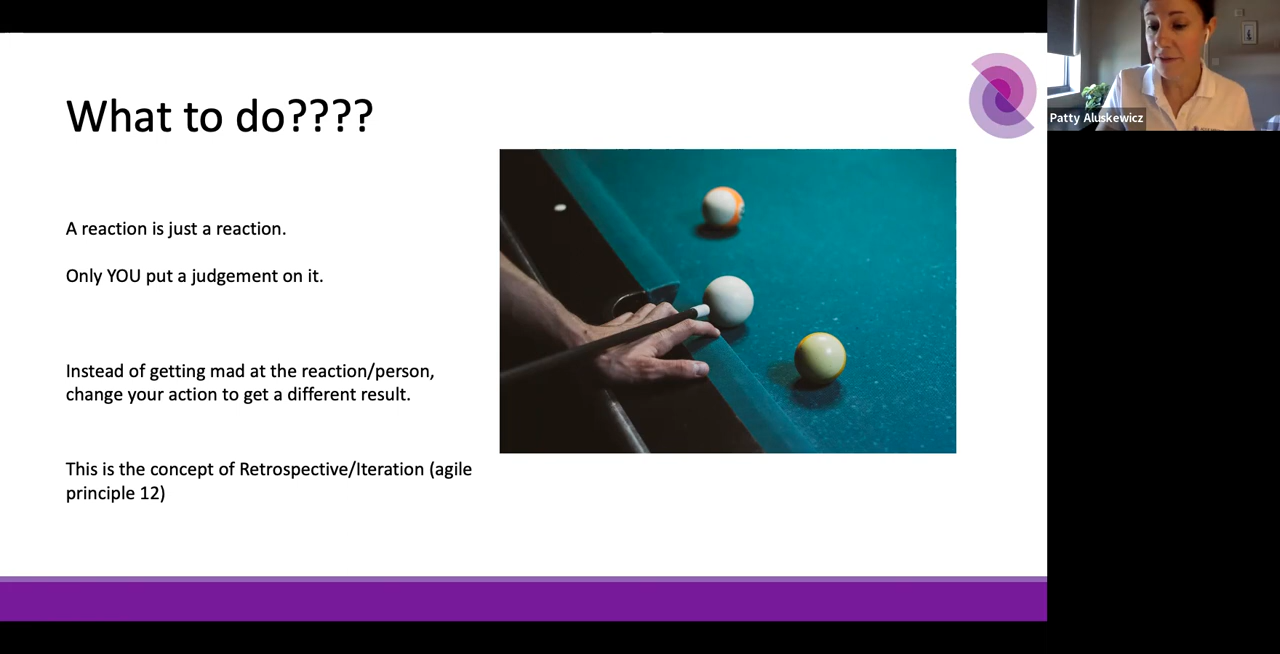 What to do????
A reaction is just a reaction.
Only YOU put a judgement on it.
Instead of getting mad at the reaction/person,
change your action to get a different result.
This is the concept of Retrospective/Iteration (agile
principle 12)
Patty Aluskewicz